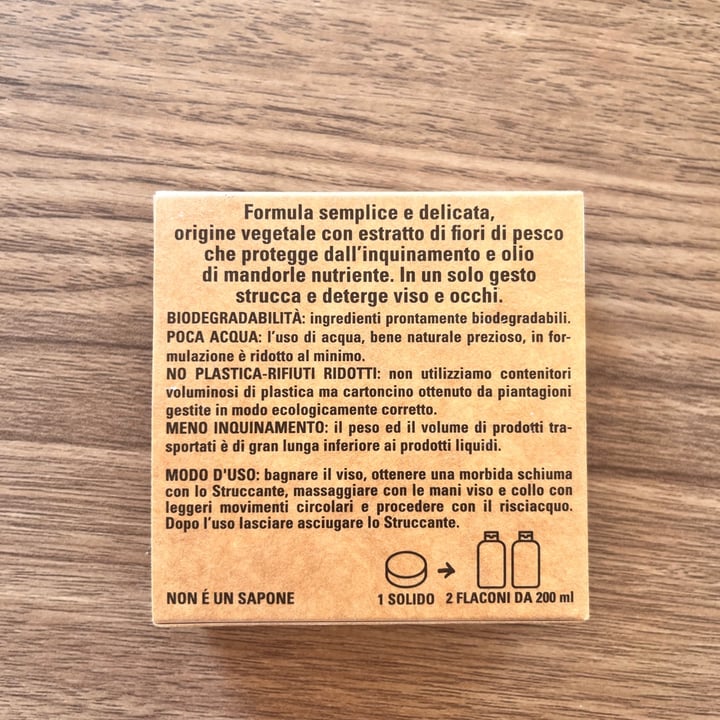 Formula semplice e delicata,
origine vegetale con estratto di fiori di pesco
che protegge dall'inquinamento e olio
di mandorle nutriente. In un solo gesto
strucca e deterge viso e occhi.
BIODEGRADABILITÀ: ingredienti prontamente biodegradabili.
POCA ACQUA: l'uso di acqua, bene naturale prezioso, in for-
mulazione è ridotto al minimo.
NO PLASTICA-RIFIUTI RIDOTTI: non utilizziamo contenitori
voluminosi di plastica ma cartoncino ottenuto da piantagioni
gestite in modo ecologicamente corretto.
MENO INQUINAMENTO: il peso ed il volume di prodotti tra-
sportati è di gran lunga inferiore ai prodotti liquidi.
MODO D'USO: bagnare il viso, ottenere una morbida schiuma
con lo Struccante, massaggiare con le mani viso e collo con
leggeri movimenti circolari e procedere con il risciacquo.
Dopo l'uso lasciare asciugare lo Struccante.
NON É UN SAPONE
1 SOLIDO
2 FLACONI DA 200 ml